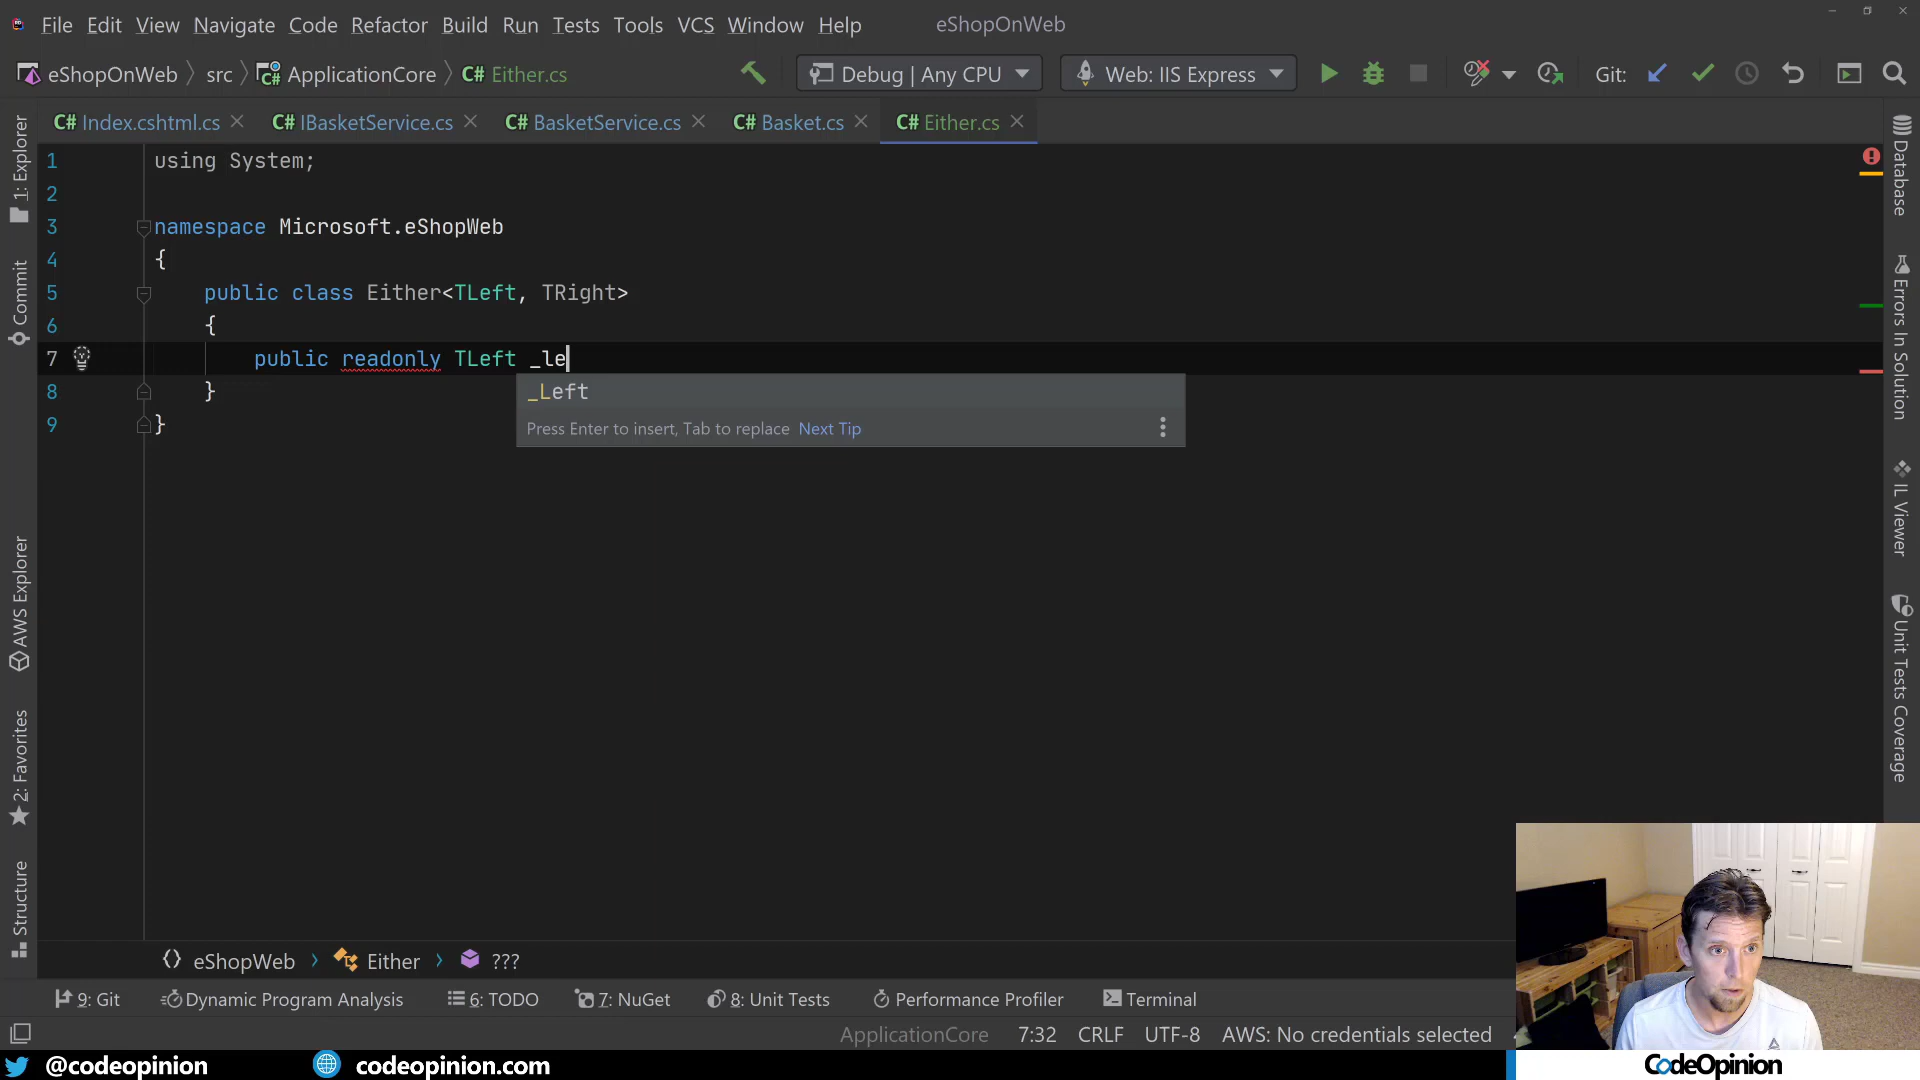 File Edit View Navigate Code Refactor Build Run Tests Tools VCS Window Help eShopOnWeb
eShopOnWeb src ApplicationCore C# Either.cs Debug | Any CPU Web: IIS Express Git:
C# Index.cshtml.cs C# IBasketService.cs C# BasketService.cs C# Basket.cs C# Either.cs
1 using System;
2
3 namespace Microsoft.eShopWeb
4 {
5 public class Either<TLeft, TRight>
6 {
7 public readonly TLeft _le
8 }
9 }
_Left
Press Enter to insert, Tab to replace Next Tip
1: Explorer
Commit
AWS Explorer
2: Favorites
Structure
Database
Errors In Solution
IL Viewer
Unit Tests Coverage
{} eShopWeb > Either > ???
9: Git Dynamic Program Analysis 6: TODO 7: NuGet 8: Unit Tests Performance Profiler Terminal
ApplicationCore 7:32 CRLF UTF-8 AWS: No credentials selected
@codeopinion codeopinion.com CodeOpinion